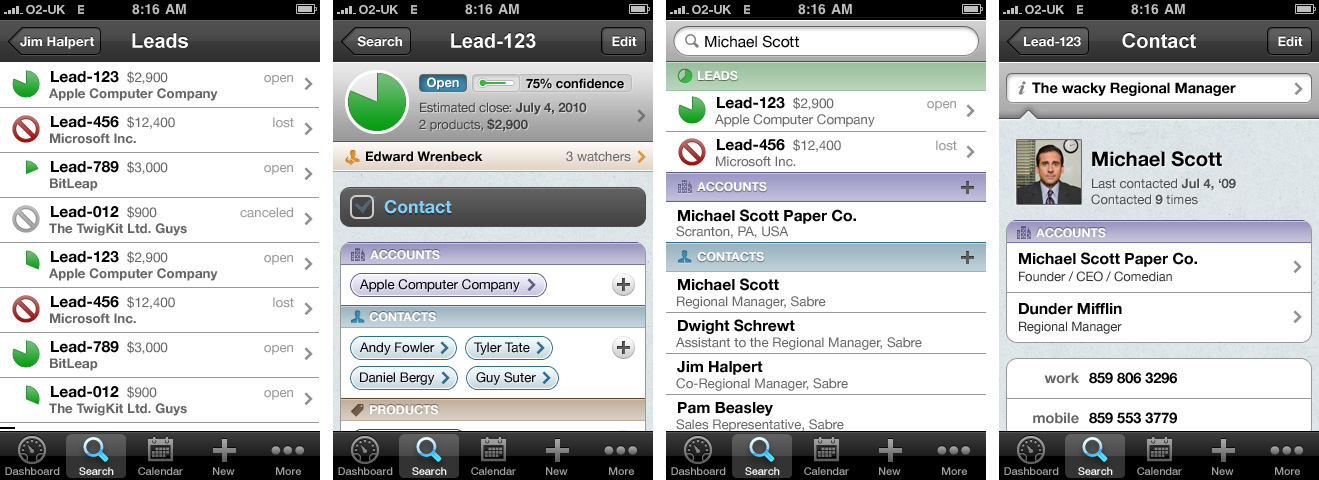 O2-UK E 8:16 AM
Jim Halpert Leads
Lead-123 $2,900 open
Apple Computer Company
Lead-456 $12,400 lost
Microsoft Inc.
Lead-789 $3,000 open
BitLeap
Lead-012 $900 canceled
The TwigKit Ltd. Guys
Lead-123 $2,900 open
Apple Computer Company
Lead-456 $12,400 lost
Microsoft Inc.
Lead-789 $3,000 open
BitLeap
Lead-012 $900 open
The TwigKit Ltd. Guys
Dashboard Search Calendar New More
O2-UK E 8:16 AM
Search Lead-123 Edit
Open 75% confidence
Estimated close: July 4, 2010
2 products, $2,900
Edward Wrenbeck 3 watchers
Contact
ACCOUNTS
Apple Computer Company
CONTACTS
Andy Fowler Tyler Tate
Daniel Bergy Guy Suter
PRODUCTS
Dashboard Search Calendar New More
O2-UK E 8:16 AM
Michael Scott
LEADS
Lead-123 $2,900 open
Apple Computer Company
Lead-456 $12,400 lost
Microsoft Inc.
ACCOUNTS
Michael Scott Paper Co.
Scranton, PA, USA
CONTACTS
Michael Scott
Regional Manager, Sabre
Dwight Schrewt
Assistant to the Regional Manager, Sabre
Jim Halpert
Co-Regional Manager, Sabre
Pam Beasley
Sales Representative, Sabre
Dashboard Search Calendar New More
O2-UK E 8:16 AM
Lead-123 Contact Edit
i The wacky Regional Manager
Michael Scott
Last contacted Jul 4, ‘09
Contacted 9 times
ACCOUNTS
Michael Scott Paper Co.
Founder / CEO / Comedian
Dunder Mifflin
Regional Manager
work 859 806 3296
mobile 859 553 3779
Dashboard Search Calendar New More